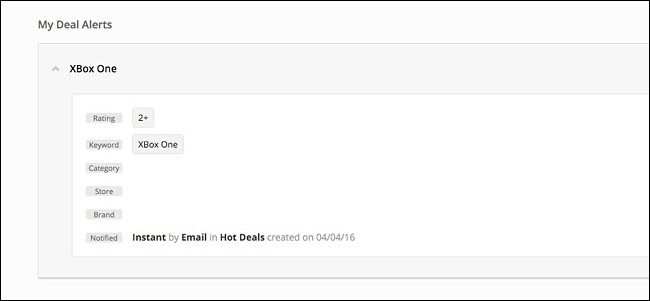 My Deal Alerts
XBox One
Rating 2+
Keyword XBox One
Category
Store
Brand
Notified Instant by Email in Hot Deals created on 04/04/16